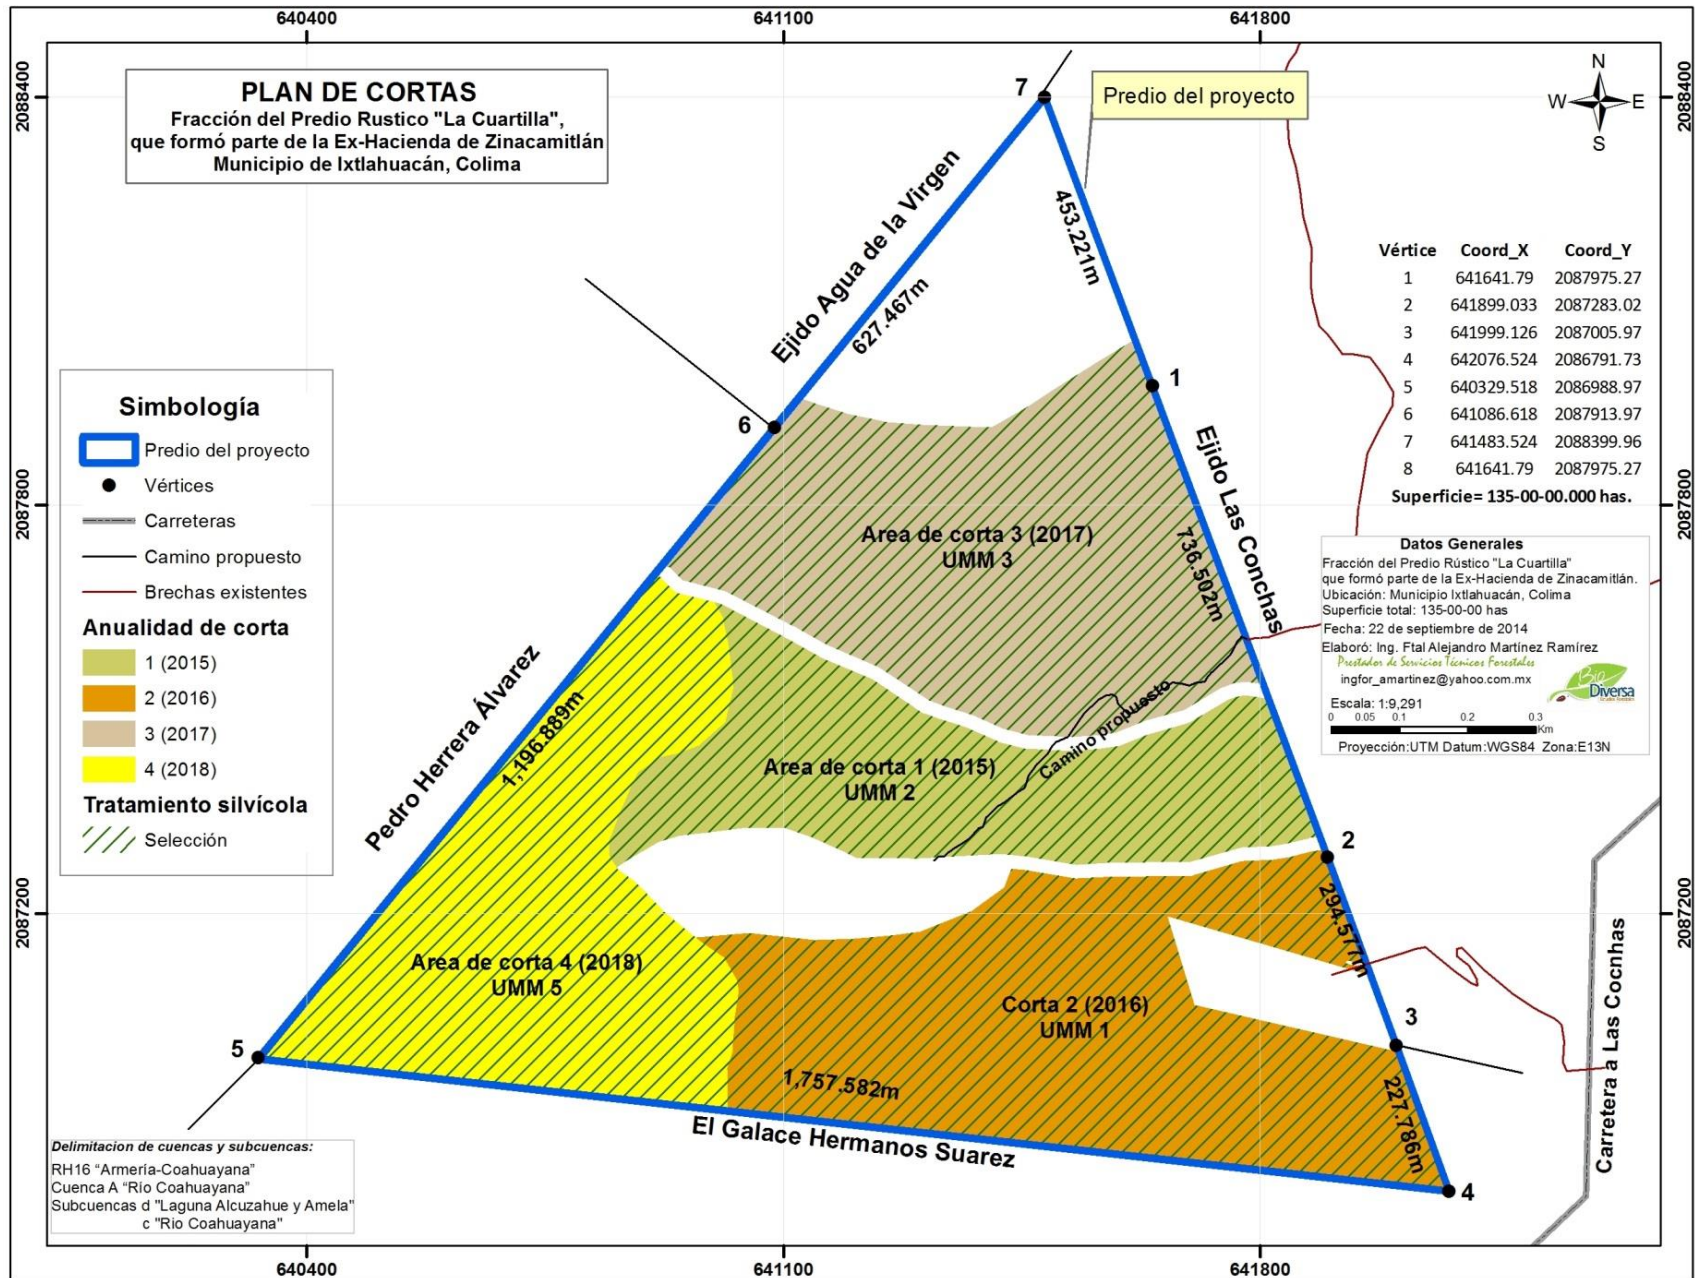 640400
641100
641800
2088400
2087800
2087200
2088400
2087800
2087200
640400
641100
641800
PLAN DE CORTAS
Fracción del Predio Rustico "La Cuartilla",
que formó parte de la Ex-Hacienda de Zinacamitlán
Municipio de Ixtlahuacán, Colima
Predio del proyecto
N
W
E
S
Vértice Coord_X Coord_Y
1 641641.79 2087975.27
2 641899.033 2087283.02
3 641999.126 2087005.97
4 642076.524 2086791.73
5 640329.518 2086988.97
6 641086.618 2087913.97
7 641483.524 2088399.96
8 641641.79 2087975.27
Superficie= 135-00-00.000 has.
Datos Generales
Fracción del Predio Rústico "La Cuartilla"
que formó parte de la Ex-Hacienda de Zinacamitlán.
Ubicación: Municipio Ixtlahuacán, Colima
Superficie total: 135-00-00 has
Fecha: 22 de septiembre de 2014
Elaboró: Ing. Ftal Alejandro Martínez Ramírez
Prestador de Servicios Técnicos Forestales
ingfor_amartinez@yahoo.com.mx
Bio
Diversa
Escala: 1:9,291
0 0.05 0.1 0.2 0.3
Km
Proyección:UTM Datum:WGS84 Zona:E13N
Simbología
Predio del proyecto
Vértices
Carreteras
Camino propuesto
Brechas existentes
Anualidad de corta
1 (2015)
2 (2016)
3 (2017)
4 (2018)
Tratamiento silvícola
Selección
7
6
1
2
3
4
5
Ejido Agua de la Virgen
627.467m
453.221m
Ejido Las Conchas
736.502m
Pedro Herrera Álvarez
1,196.889m
Area de corta 3 (2017)
UMM 3
Area de corta 1 (2015)
UMM 2
Camino propuesto
Area de corta 4 (2018)
UMM 5
Corta 2 (2016)
UMM 1
294.577m
227.786m
1,757.582m
El Galace Hermanos Suarez
Carretera a Las Cocnhas
Delimitacion de cuencas y subcuencas:
RH16 “Armería-Coahuayana”
Cuenca A “Rio Coahuayana”
Subcuencas d "Laguna Alcuzahue y Amela"
c "Rio Coahuayana"